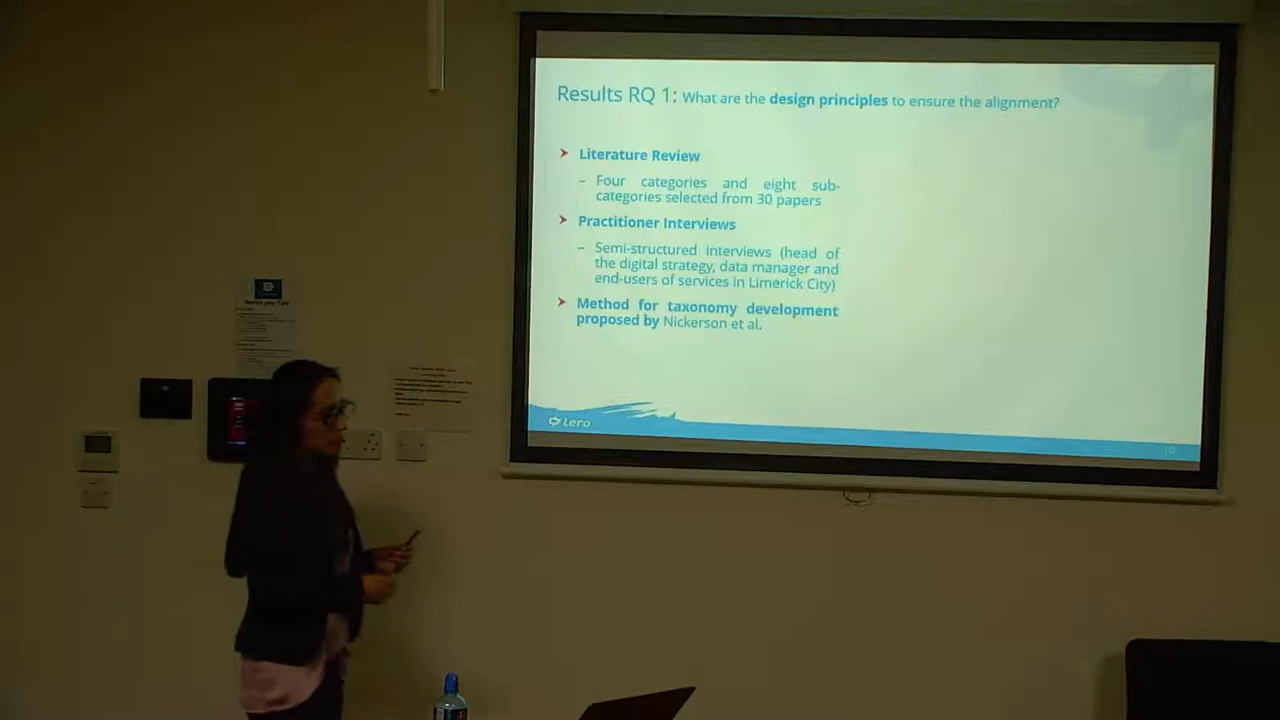 Results RQ 1: What are the design principles to ensure the alignment?
➤ Literature Review
– Four categories and eight sub-
categories selected from 30 papers
➤ Practitioner Interviews
– Semi-structured interviews (head of
the digital strategy, data manager and
end-users of services in Limerick City)
➤ Method for taxonomy development
proposed by Nickerson et al.
Lero
10